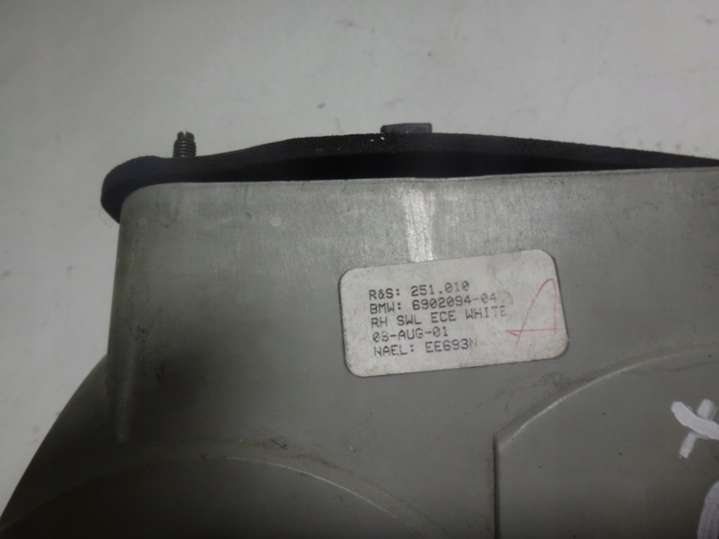 R&S: 251.010
BMW: 6902094-04
RH SWL ECE WHITE
08-AUG-01
NAEL: EE693N
A